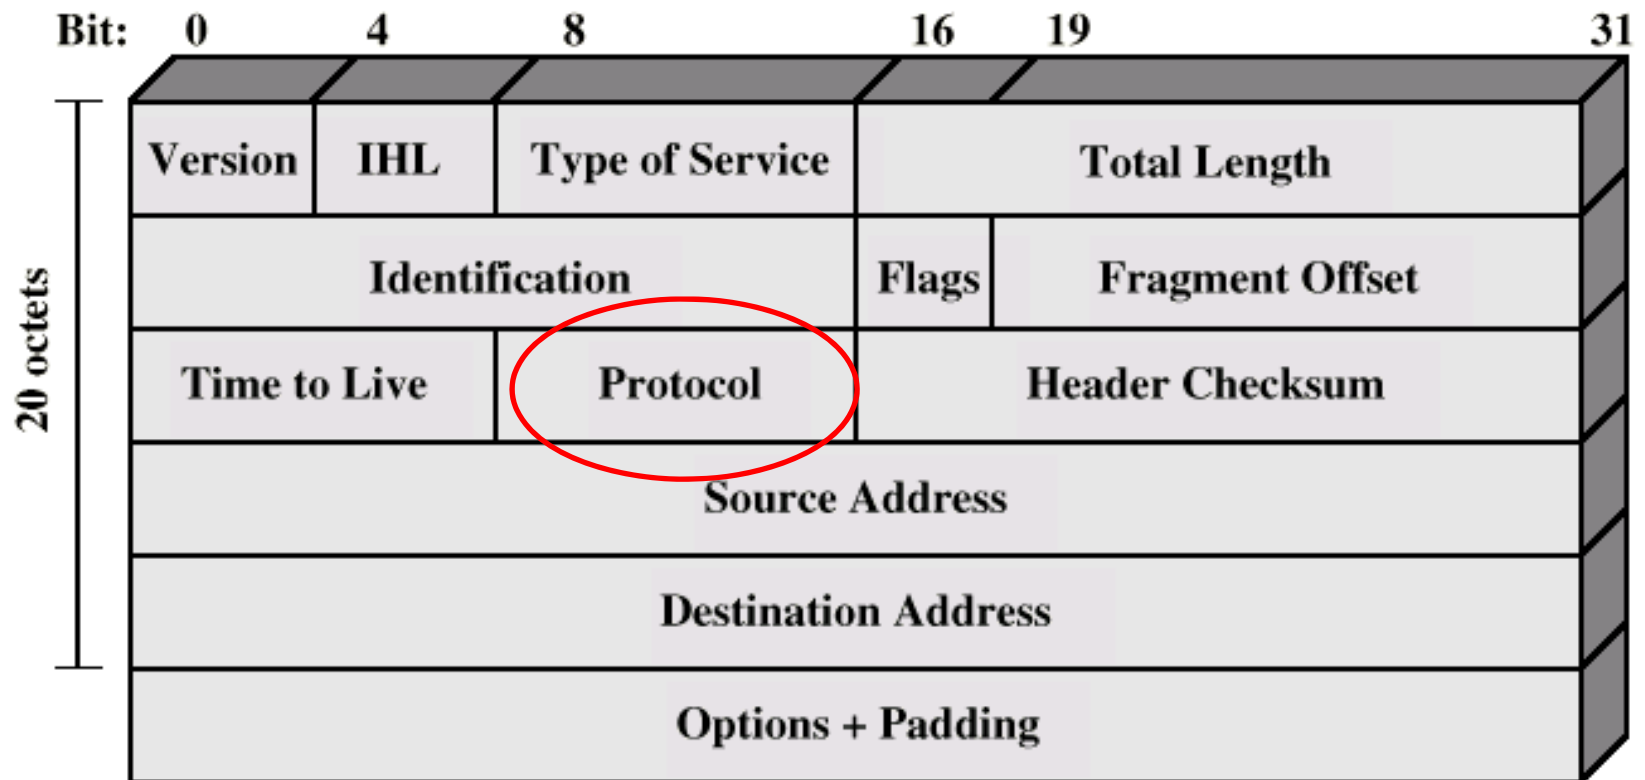 Bit: 0 4 8 16 19 31
Version IHL Type of Service Total Length
Identification Flags Fragment Offset
Time to Live Protocol Header Checksum
Source Address
Destination Address
Options + Padding
20 octets